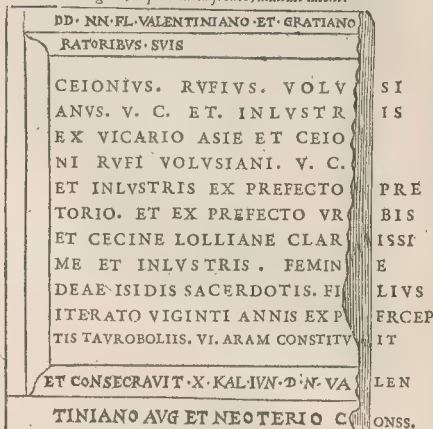 DD· NN·FL·VALENTINIANO·ET·GRATIANO
RATORIBVS·SVIS
CEIONIVS. RVFIVS. VOLV SI
ANVS. V. C. ET. INLVSTR IS
EX VICARIO ASIE ET CEIO
NI RVFI VOLVSIANI. V. C.
ET INLVSTRIS EX PREFECTO PRE
TORIO. ET EX PREFECTO VR BIS
ET CECINE LOLLIANE CLAR ISSI
ME ET INLVSTRIS. FEMIN E
DEAE ISIDIS SACERDOTIS. FI LIVS
ITERATO VIGINTI ANNIS EX P FRCEP
TIS TAVROBOLIIS. VI. ARAM CONSTITV IT
ET CONSECRAVIT·X·KAL·IVN·D·N·VA LEN
TINIANO AVG ET NEOTERIO C ONSS.